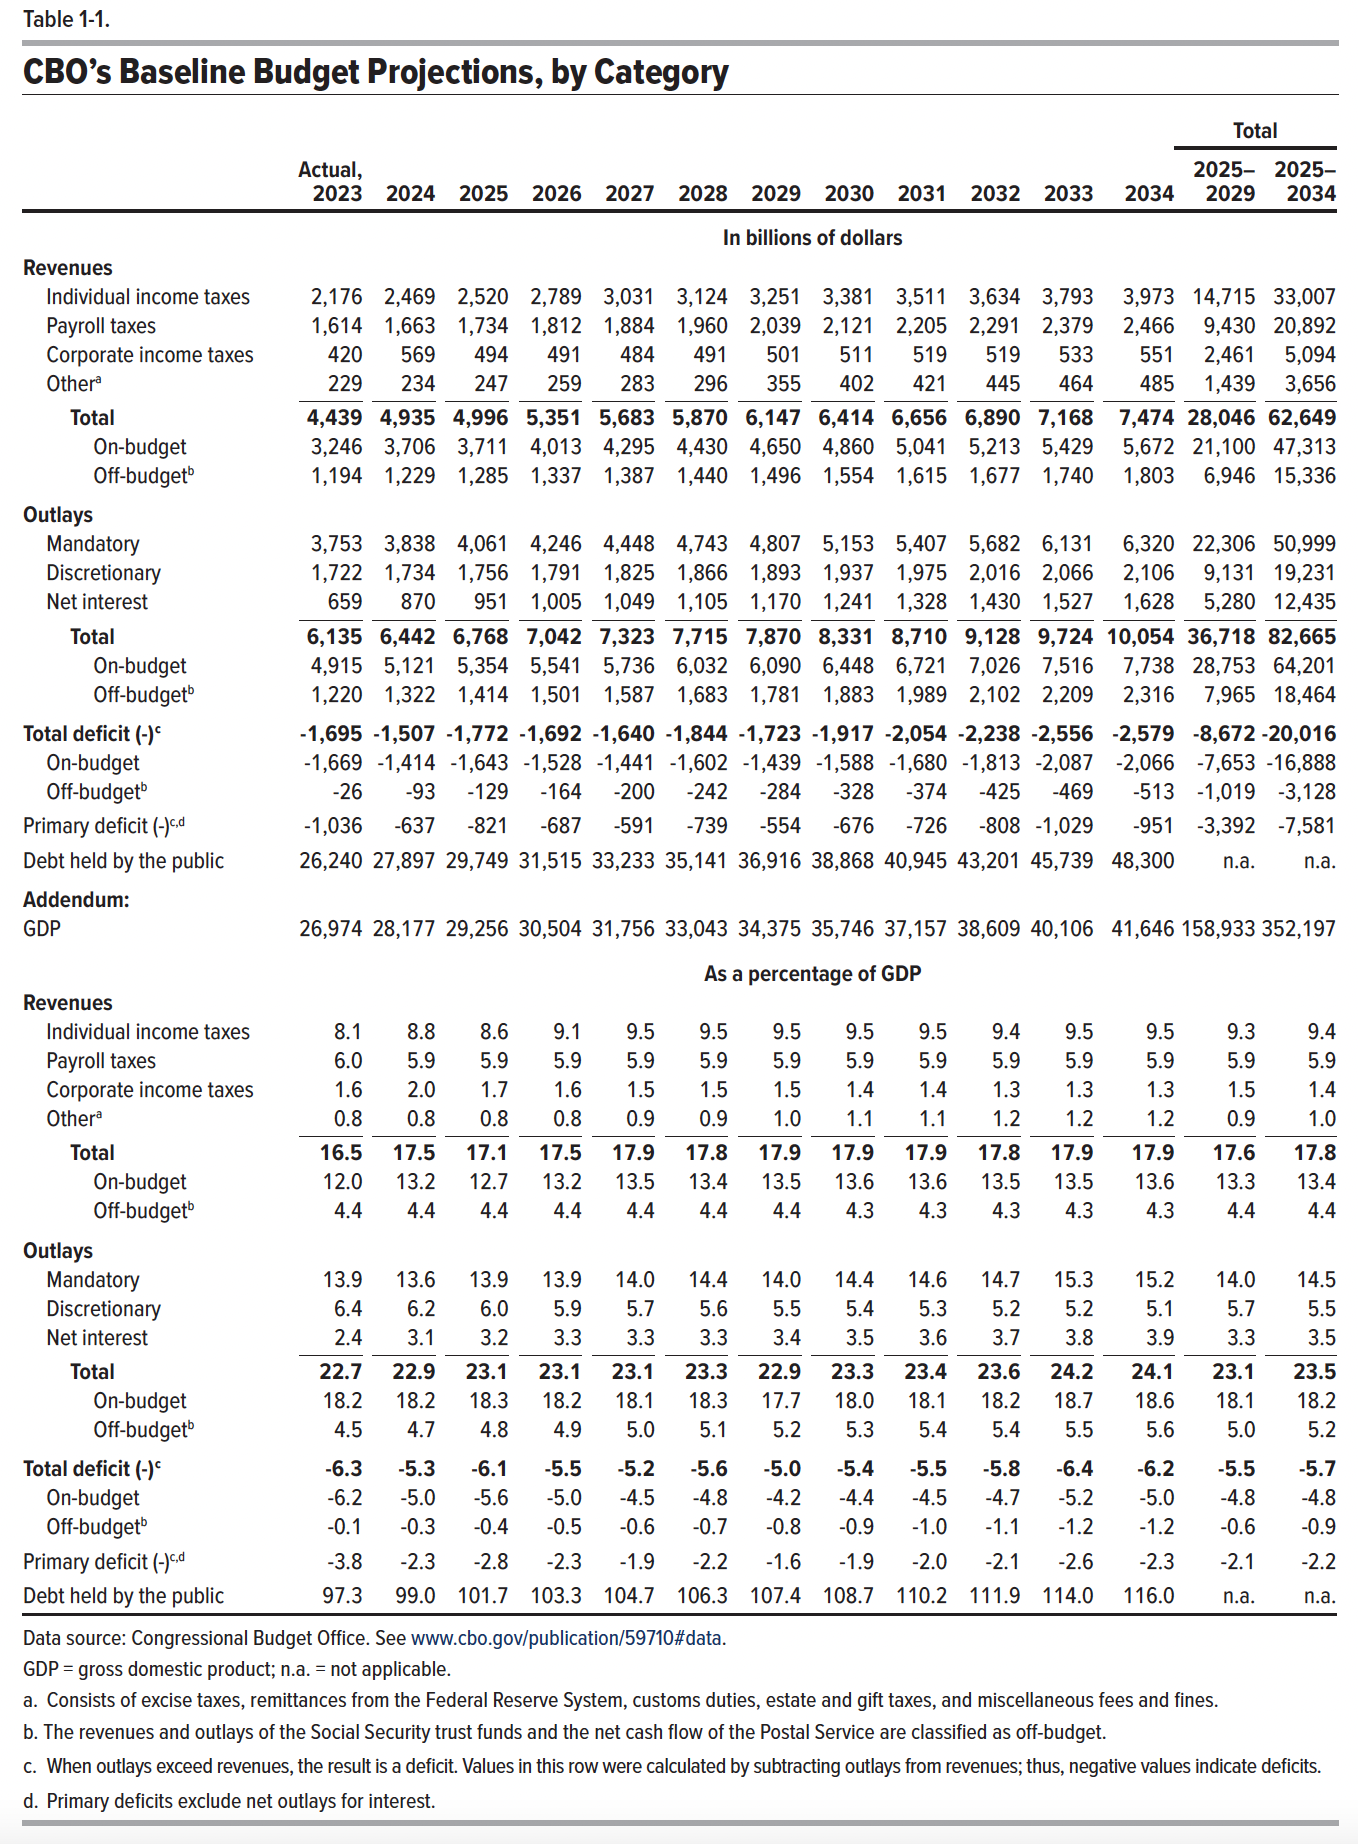 Table 1-1.
CBO’s Baseline Budget Projections, by Category
Total
Actual, 2025– 2025–
2023 2024 2025 2026 2027 2028 2029 2030 2031 2032 2033 2034 2029 2034
In billions of dollars
Revenues
Individual income taxes 2,176 2,469 2,520 2,789 3,031 3,124 3,251 3,381 3,511 3,634 3,793 3,973 14,715 33,007
Payroll taxes 1,614 1,663 1,734 1,812 1,884 1,960 2,039 2,121 2,205 2,291 2,379 2,466 9,430 20,892
Corporate income taxes 420 569 494 491 484 491 501 511 519 519 533 551 2,461 5,094
Otherᵃ 229 234 247 259 283 296 355 402 421 445 464 485 1,439 3,656
Total 4,439 4,935 4,996 5,351 5,683 5,870 6,147 6,414 6,656 6,890 7,168 7,474 28,046 62,649
On-budget 3,246 3,706 3,711 4,013 4,295 4,430 4,650 4,860 5,041 5,213 5,429 5,672 21,100 47,313
Off-budgetᵇ 1,194 1,229 1,285 1,337 1,387 1,440 1,496 1,554 1,615 1,677 1,740 1,803 6,946 15,336
Outlays
Mandatory 3,753 3,838 4,061 4,246 4,448 4,743 4,807 5,153 5,407 5,682 6,131 6,320 22,306 50,999
Discretionary 1,722 1,734 1,756 1,791 1,825 1,866 1,893 1,937 1,975 2,016 2,066 2,106 9,131 19,231
Net interest 659 870 951 1,005 1,049 1,105 1,170 1,241 1,328 1,430 1,527 1,628 5,280 12,435
Total 6,135 6,442 6,768 7,042 7,323 7,715 7,870 8,331 8,710 9,128 9,724 10,054 36,718 82,665
On-budget 4,915 5,121 5,354 5,541 5,736 6,032 6,090 6,448 6,721 7,026 7,516 7,738 28,753 64,201
Off-budgetᵇ 1,220 1,322 1,414 1,501 1,587 1,683 1,781 1,883 1,989 2,102 2,209 2,316 7,965 18,464
Total deficit (-)ᶜ -1,695 -1,507 -1,772 -1,692 -1,640 -1,844 -1,723 -1,917 -2,054 -2,238 -2,556 -2,579 -8,672 -20,016
On-budget -1,669 -1,414 -1,643 -1,528 -1,441 -1,602 -1,439 -1,588 -1,680 -1,813 -2,087 -2,066 -7,653 -16,888
Off-budgetᵇ -26 -93 -129 -164 -200 -242 -284 -328 -374 -425 -469 -513 -1,019 -3,128
Primary deficit (-)ᶜ,ᵈ -1,036 -637 -821 -687 -591 -739 -554 -676 -726 -808 -1,029 -951 -3,392 -7,581
Debt held by the public 26,240 27,897 29,749 31,515 33,233 35,141 36,916 38,868 40,945 43,201 45,739 48,300 n.a. n.a.
Addendum:
GDP 26,974 28,177 29,256 30,504 31,756 33,043 34,375 35,746 37,157 38,609 40,106 41,646 158,933 352,197
As a percentage of GDP
Revenues
Individual income taxes 8.1 8.8 8.6 9.1 9.5 9.5 9.5 9.5 9.5 9.4 9.5 9.5 9.3 9.4
Payroll taxes 6.0 5.9 5.9 5.9 5.9 5.9 5.9 5.9 5.9 5.9 5.9 5.9 5.9 5.9
Corporate income taxes 1.6 2.0 1.7 1.6 1.5 1.5 1.5 1.4 1.4 1.3 1.3 1.3 1.5 1.4
Otherᵃ 0.8 0.8 0.8 0.8 0.9 0.9 1.0 1.1 1.1 1.2 1.2 1.2 0.9 1.0
Total 16.5 17.5 17.1 17.5 17.9 17.8 17.9 17.9 17.9 17.8 17.9 17.9 17.6 17.8
On-budget 12.0 13.2 12.7 13.2 13.5 13.4 13.5 13.6 13.6 13.5 13.5 13.6 13.3 13.4
Off-budgetᵇ 4.4 4.4 4.4 4.4 4.4 4.4 4.4 4.3 4.3 4.3 4.3 4.3 4.4 4.4
Outlays
Mandatory 13.9 13.6 13.9 13.9 14.0 14.4 14.0 14.4 14.6 14.7 15.3 15.2 14.0 14.5
Discretionary 6.4 6.2 6.0 5.9 5.7 5.6 5.5 5.4 5.3 5.2 5.2 5.1 5.7 5.5
Net interest 2.4 3.1 3.2 3.3 3.3 3.3 3.4 3.5 3.6 3.7 3.8 3.9 3.3 3.5
Total 22.7 22.9 23.1 23.1 23.1 23.3 22.9 23.3 23.4 23.6 24.2 24.1 23.1 23.5
On-budget 18.2 18.2 18.3 18.2 18.1 18.3 17.7 18.0 18.1 18.2 18.7 18.6 18.1 18.2
Off-budgetᵇ 4.5 4.7 4.8 4.9 5.0 5.1 5.2 5.3 5.4 5.4 5.5 5.6 5.0 5.2
Total deficit (-)ᶜ -6.3 -5.3 -6.1 -5.5 -5.2 -5.6 -5.0 -5.4 -5.5 -5.8 -6.4 -6.2 -5.5 -5.7
On-budget -6.2 -5.0 -5.6 -5.0 -4.5 -4.8 -4.2 -4.4 -4.5 -4.7 -5.2 -5.0 -4.8 -4.8
Off-budgetᵇ -0.1 -0.3 -0.4 -0.5 -0.6 -0.7 -0.8 -0.9 -1.0 -1.1 -1.2 -1.2 -0.6 -0.9
Primary deficit (-)ᶜ,ᵈ -3.8 -2.3 -2.8 -2.3 -1.9 -2.2 -1.6 -1.9 -2.0 -2.1 -2.6 -2.3 -2.1 -2.2
Debt held by the public 97.3 99.0 101.7 103.3 104.7 106.3 107.4 108.7 110.2 111.9 114.0 116.0 n.a. n.a.
Data source: Congressional Budget Office. See www.cbo.gov/publication/59710#data.
GDP = gross domestic product; n.a. = not applicable.
a. Consists of excise taxes, remittances from the Federal Reserve System, customs duties, estate and gift taxes, and miscellaneous fees and fines.
b. The revenues and outlays of the Social Security trust funds and the net cash flow of the Postal Service are classified as off-budget.
c. When outlays exceed revenues, the result is a deficit. Values in this row were calculated by subtracting outlays from revenues; thus, negative values indicate deficits.
d. Primary deficits exclude net outlays for interest.